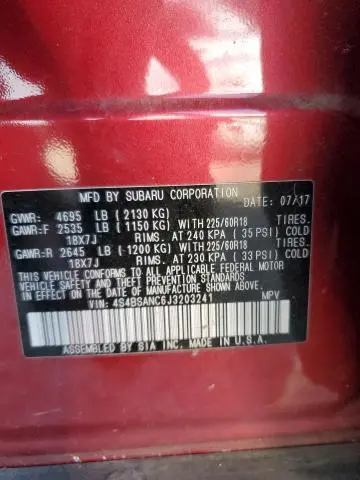 MFD BY SUBARU CORPORATION
DATE: 07/17
GVWR: 4695 LB (2130 KG)
GAWR:F 2535 LB (1150 KG) WITH 225/60R18 TIRES.
18X7J RIMS. AT 240 KPA (35 PSI) COLD
GAWR:R 2645 LB (1200 KG) WITH 225/60R18 TIRES.
18X7J RIMS. AT 230 KPA (33 PSI) COLD
THIS VEHICLE CONFORMS TO ALL APPLICABLE FEDERAL MOTOR
VEHICLE SAFETY AND THEFT PREVENTION STANDARDS IN EFFECT
ON THE DATE OF MANUFACTURE SHOWN ABOVE.
VIN: 4S4BSANC6J3203241 MPV
ASSEMBLED BY SIA INC. MADE IN U.S.A.